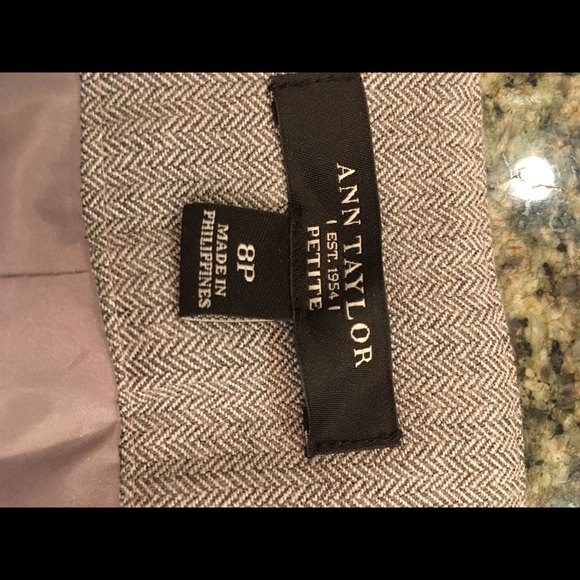 ANN TAYLOR
| EST. 1954 |
PETITE
8P
MADE IN
PHILIPPINES